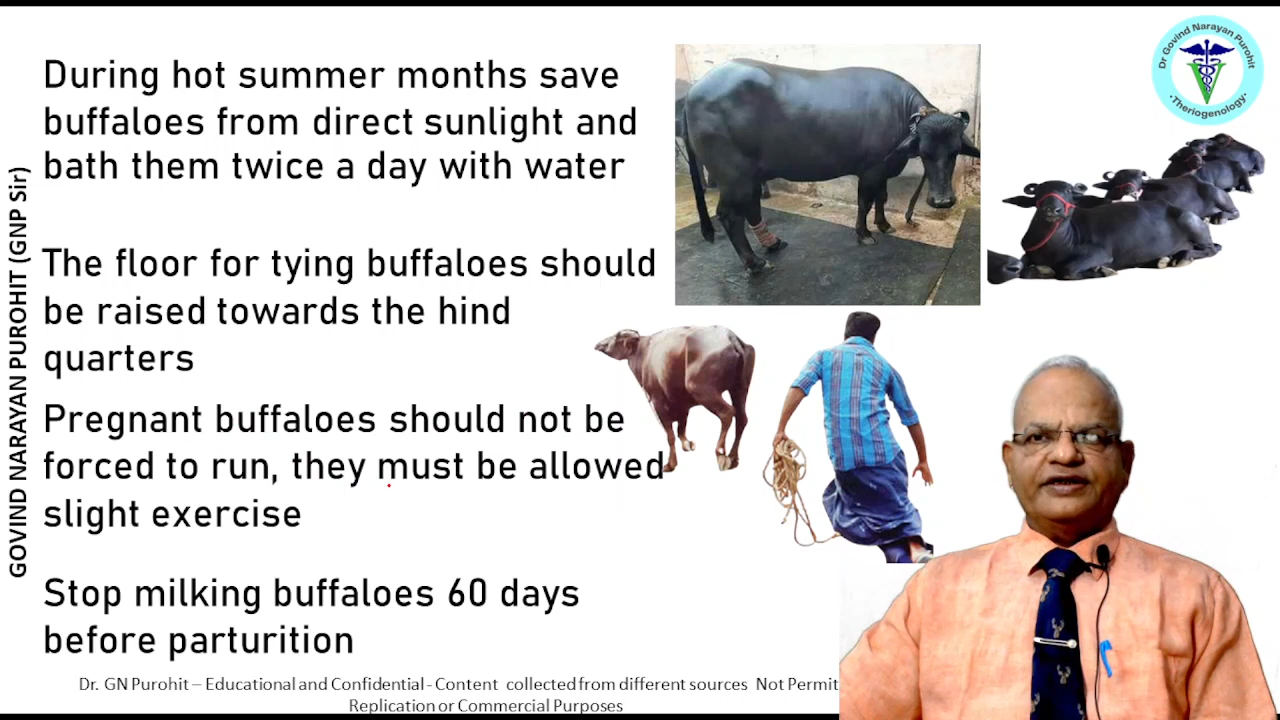 During hot summer months save
buffaloes from direct sunlight and
bath them twice a day with water
The floor for tying buffaloes should
be raised towards the hind
quarters
Pregnant buffaloes should not be
forced to run, they must be allowed
slight exercise
Stop milking buffaloes 60 days
before parturition
GOVIND NARAYAN PUROHIT (GNP Sir)
Dr Govind Narayan Purohit
Theriogenology
Dr. GN Purohit – Educational and Confidential - Content collected from different sources Not Permit
Replication or Commercial Purposes